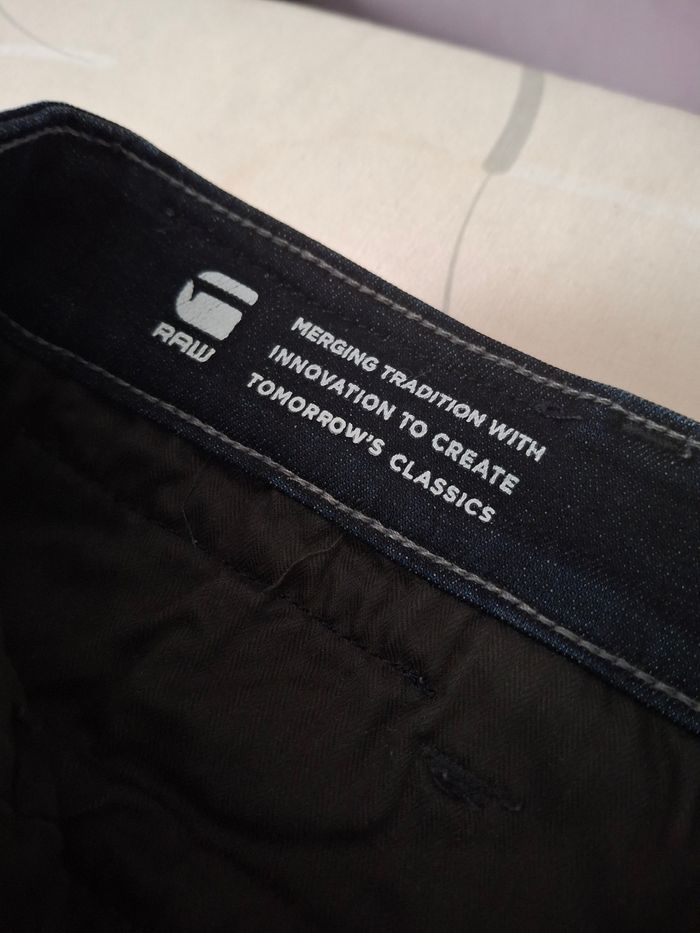 RAW
MERGING TRADITION WITH
INNOVATION TO CREATE
TOMORROW'S CLASSICS